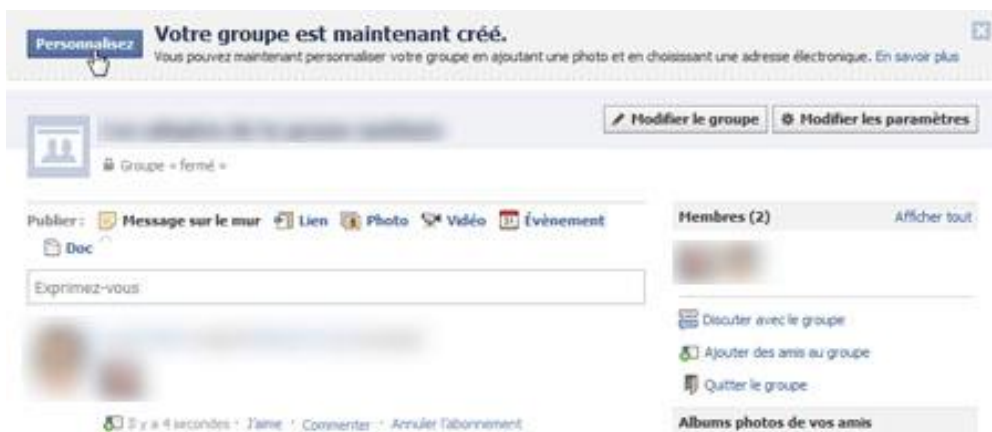 Personnalisez
Votre groupe est maintenant créé.
Vous pouvez maintenant personnaliser votre groupe en ajoutant une photo et en choisissant une adresse électronique. En savoir plus
Modifier le groupe
Modifier les paramètres
Groupe « fermé »
Publier : Message sur le mur Lien Photo Vidéo Évènement
Doc
Exprimez-vous
Il y a 4 secondes · J'aime · Commenter · Annuler l'abonnement
Membres (2) Afficher tout
Discuter avec le groupe
Ajouter des amis au groupe
Quitter le groupe
Albums photos de vos amis